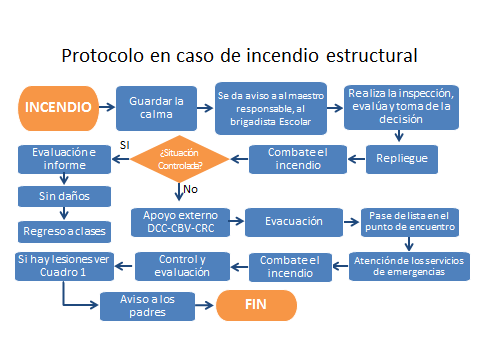 Protocolo en caso de incendio estructural
INCENDIO
Guardar la
calma
Se da aviso a al maestro
responsable, al
brigadista Escolar
Realiza la inspección,
evalúa y toma de la
decisión
Repliegue
Combate el
incendio
¿Situación
Controlada?
SI
Evaluación e
informe
Sin daños
Regreso a clases
No
Apoyo externo
DCC-CBV-CRC
Evacuación
Pase de lista en el
punto de encuentro
Atención de los servicios
de emergencias
Combate el
incendio
Control y
evaluación
Si hay lesiones ver
Cuadro 1
Aviso a los
padres
FIN